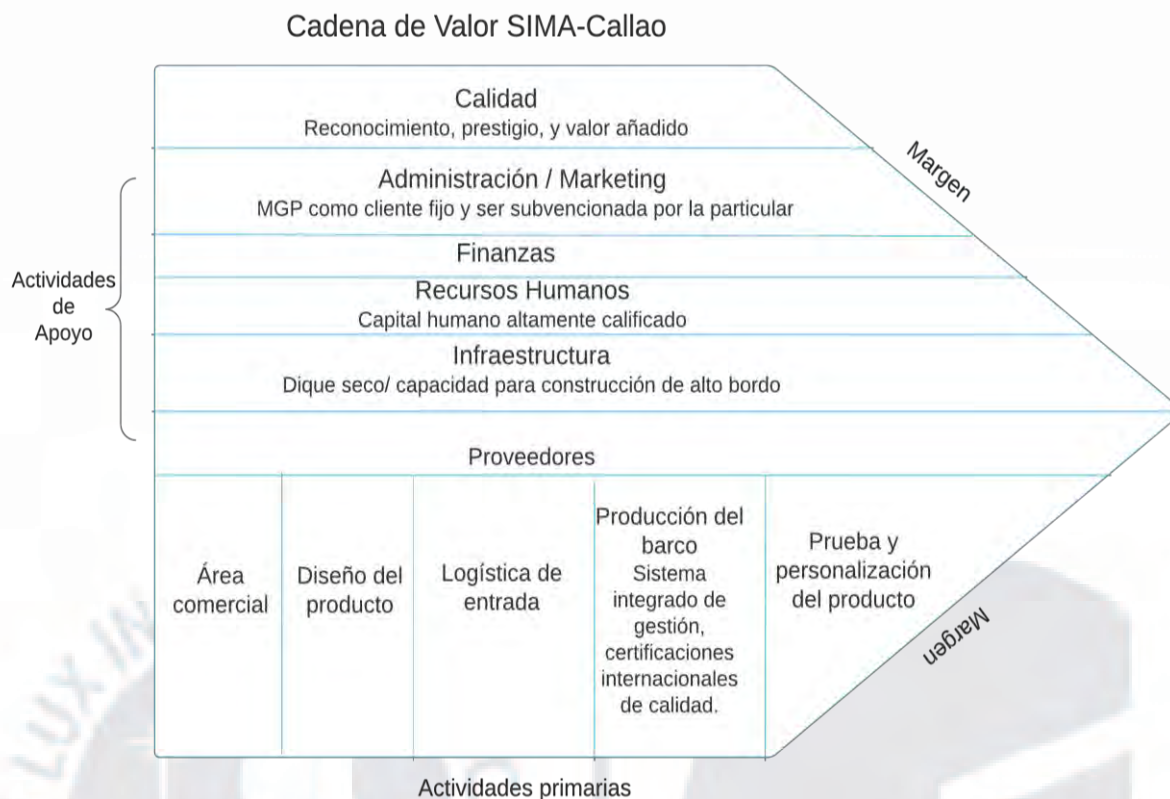 Cadena de Valor SIMA-Callao
Calidad
Reconocimiento, prestigio, y valor añadido
Margen
Administración / Marketing
MGP como cliente fijo y ser subvencionada por la particular
Finanzas
Actividades
de
Apoyo
Recursos Humanos
Capital humano altamente calificado
Infraestructura
Dique seco/ capacidad para construcción de alto bordo
Proveedores
Área
comercial
Diseño del
producto
Logística de
entrada
Producción del
barco
Sistema
integrado de
gestión,
certificaciones
internacionales
de calidad.
Prueba y
personalización
del producto
Margen
LUX IN
Actividades primarias